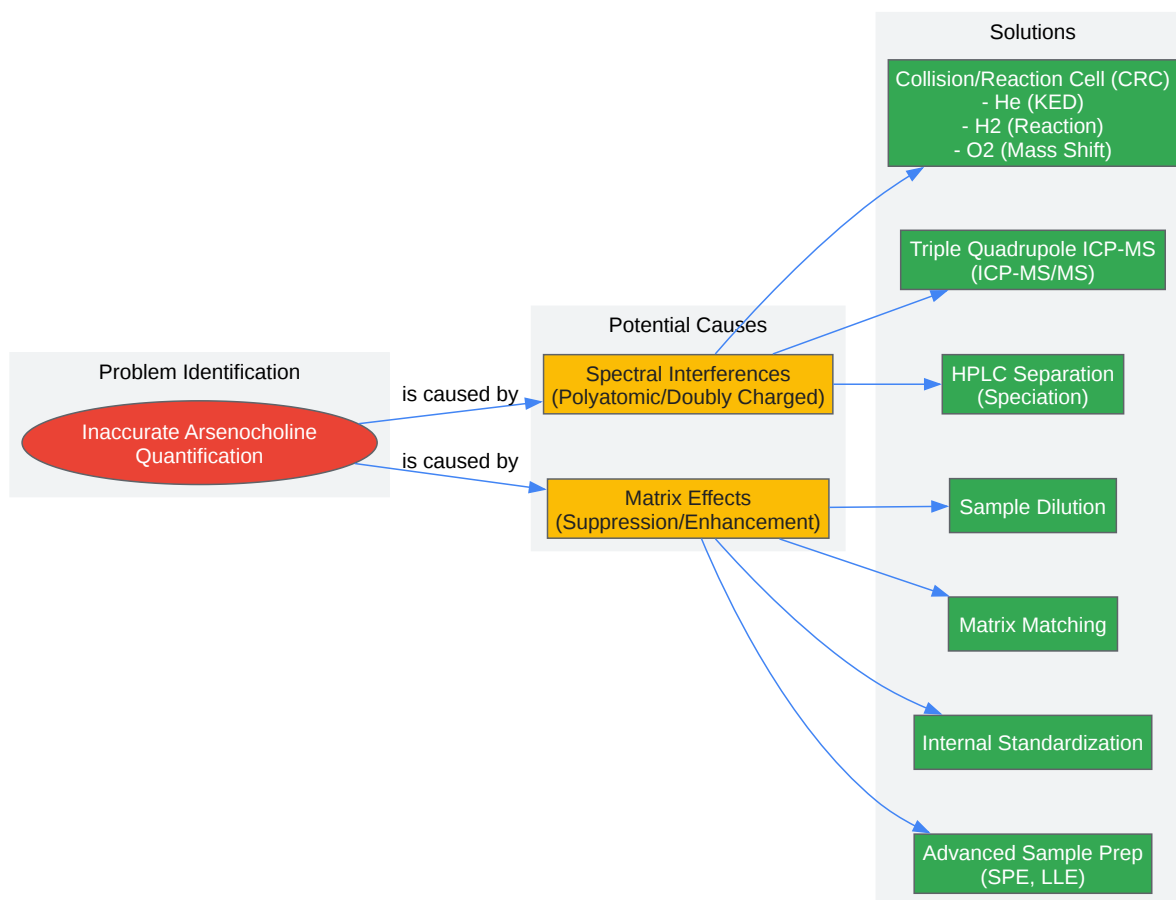 Problem Identification
Inaccurate Arsenocholine
Quantification
is caused by
is caused by
Potential Causes
Spectral Interferences
(Polyatomic/Doubly Charged)
Matrix Effects
(Suppression/Enhancement)
Solutions
Collision/Reaction Cell (CRC)
- He (KED)
- H2 (Reaction)
- O2 (Mass Shift)
Triple Quadrupole ICP-MS
(ICP-MS/MS)
HPLC Separation
(Speciation)
Sample Dilution
Matrix Matching
Internal Standardization
Advanced Sample Prep
(SPE, LLE)